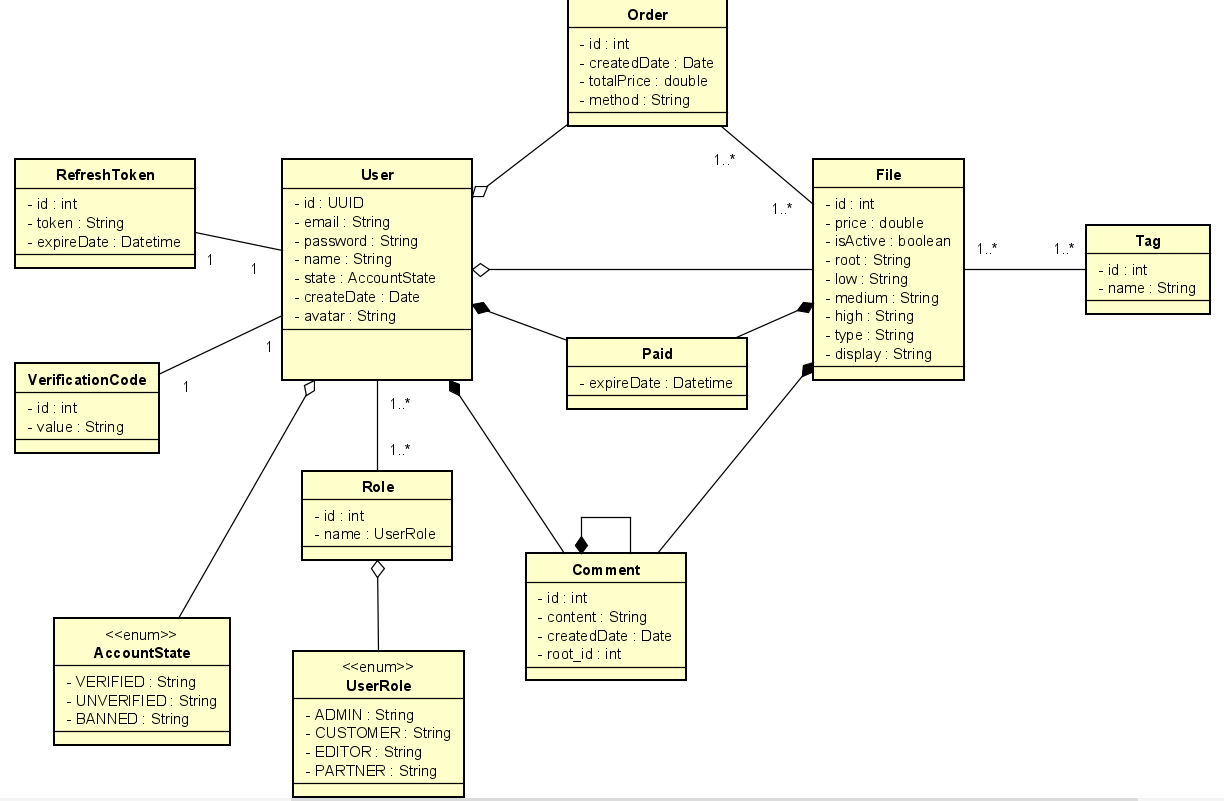 Order
- id : int
- createdDate : Date
- totalPrice : double
- method : String
1..*
1..*
RefreshToken
- id : int
- token : String
- expireDate : Datetime
1
1
User
- id : UUID
- email : String
- password : String
- name : String
- state : AccountState
- createDate : Date
- avatar : String
File
- id : int
- price : double
- isActive : boolean
- root : String
- low : String
- medium : String
- high : String
- type : String
- display : String
1..*
1..*
Tag
- id : int
- name : String
VerificationCode
- id : int
- value : String
1
1
Paid
- expireDate : Datetime
1..*
1..*
Role
- id : int
- name : UserRole
Comment
- id : int
- content : String
- createdDate : Date
- root_id : int
<<enum>>
AccountState
- VERIFIED : String
- UNVERIFIED : String
- BANNED : String
<<enum>>
UserRole
- ADMIN : String
- CUSTOMER : String
- EDITOR : String
- PARTNER : String